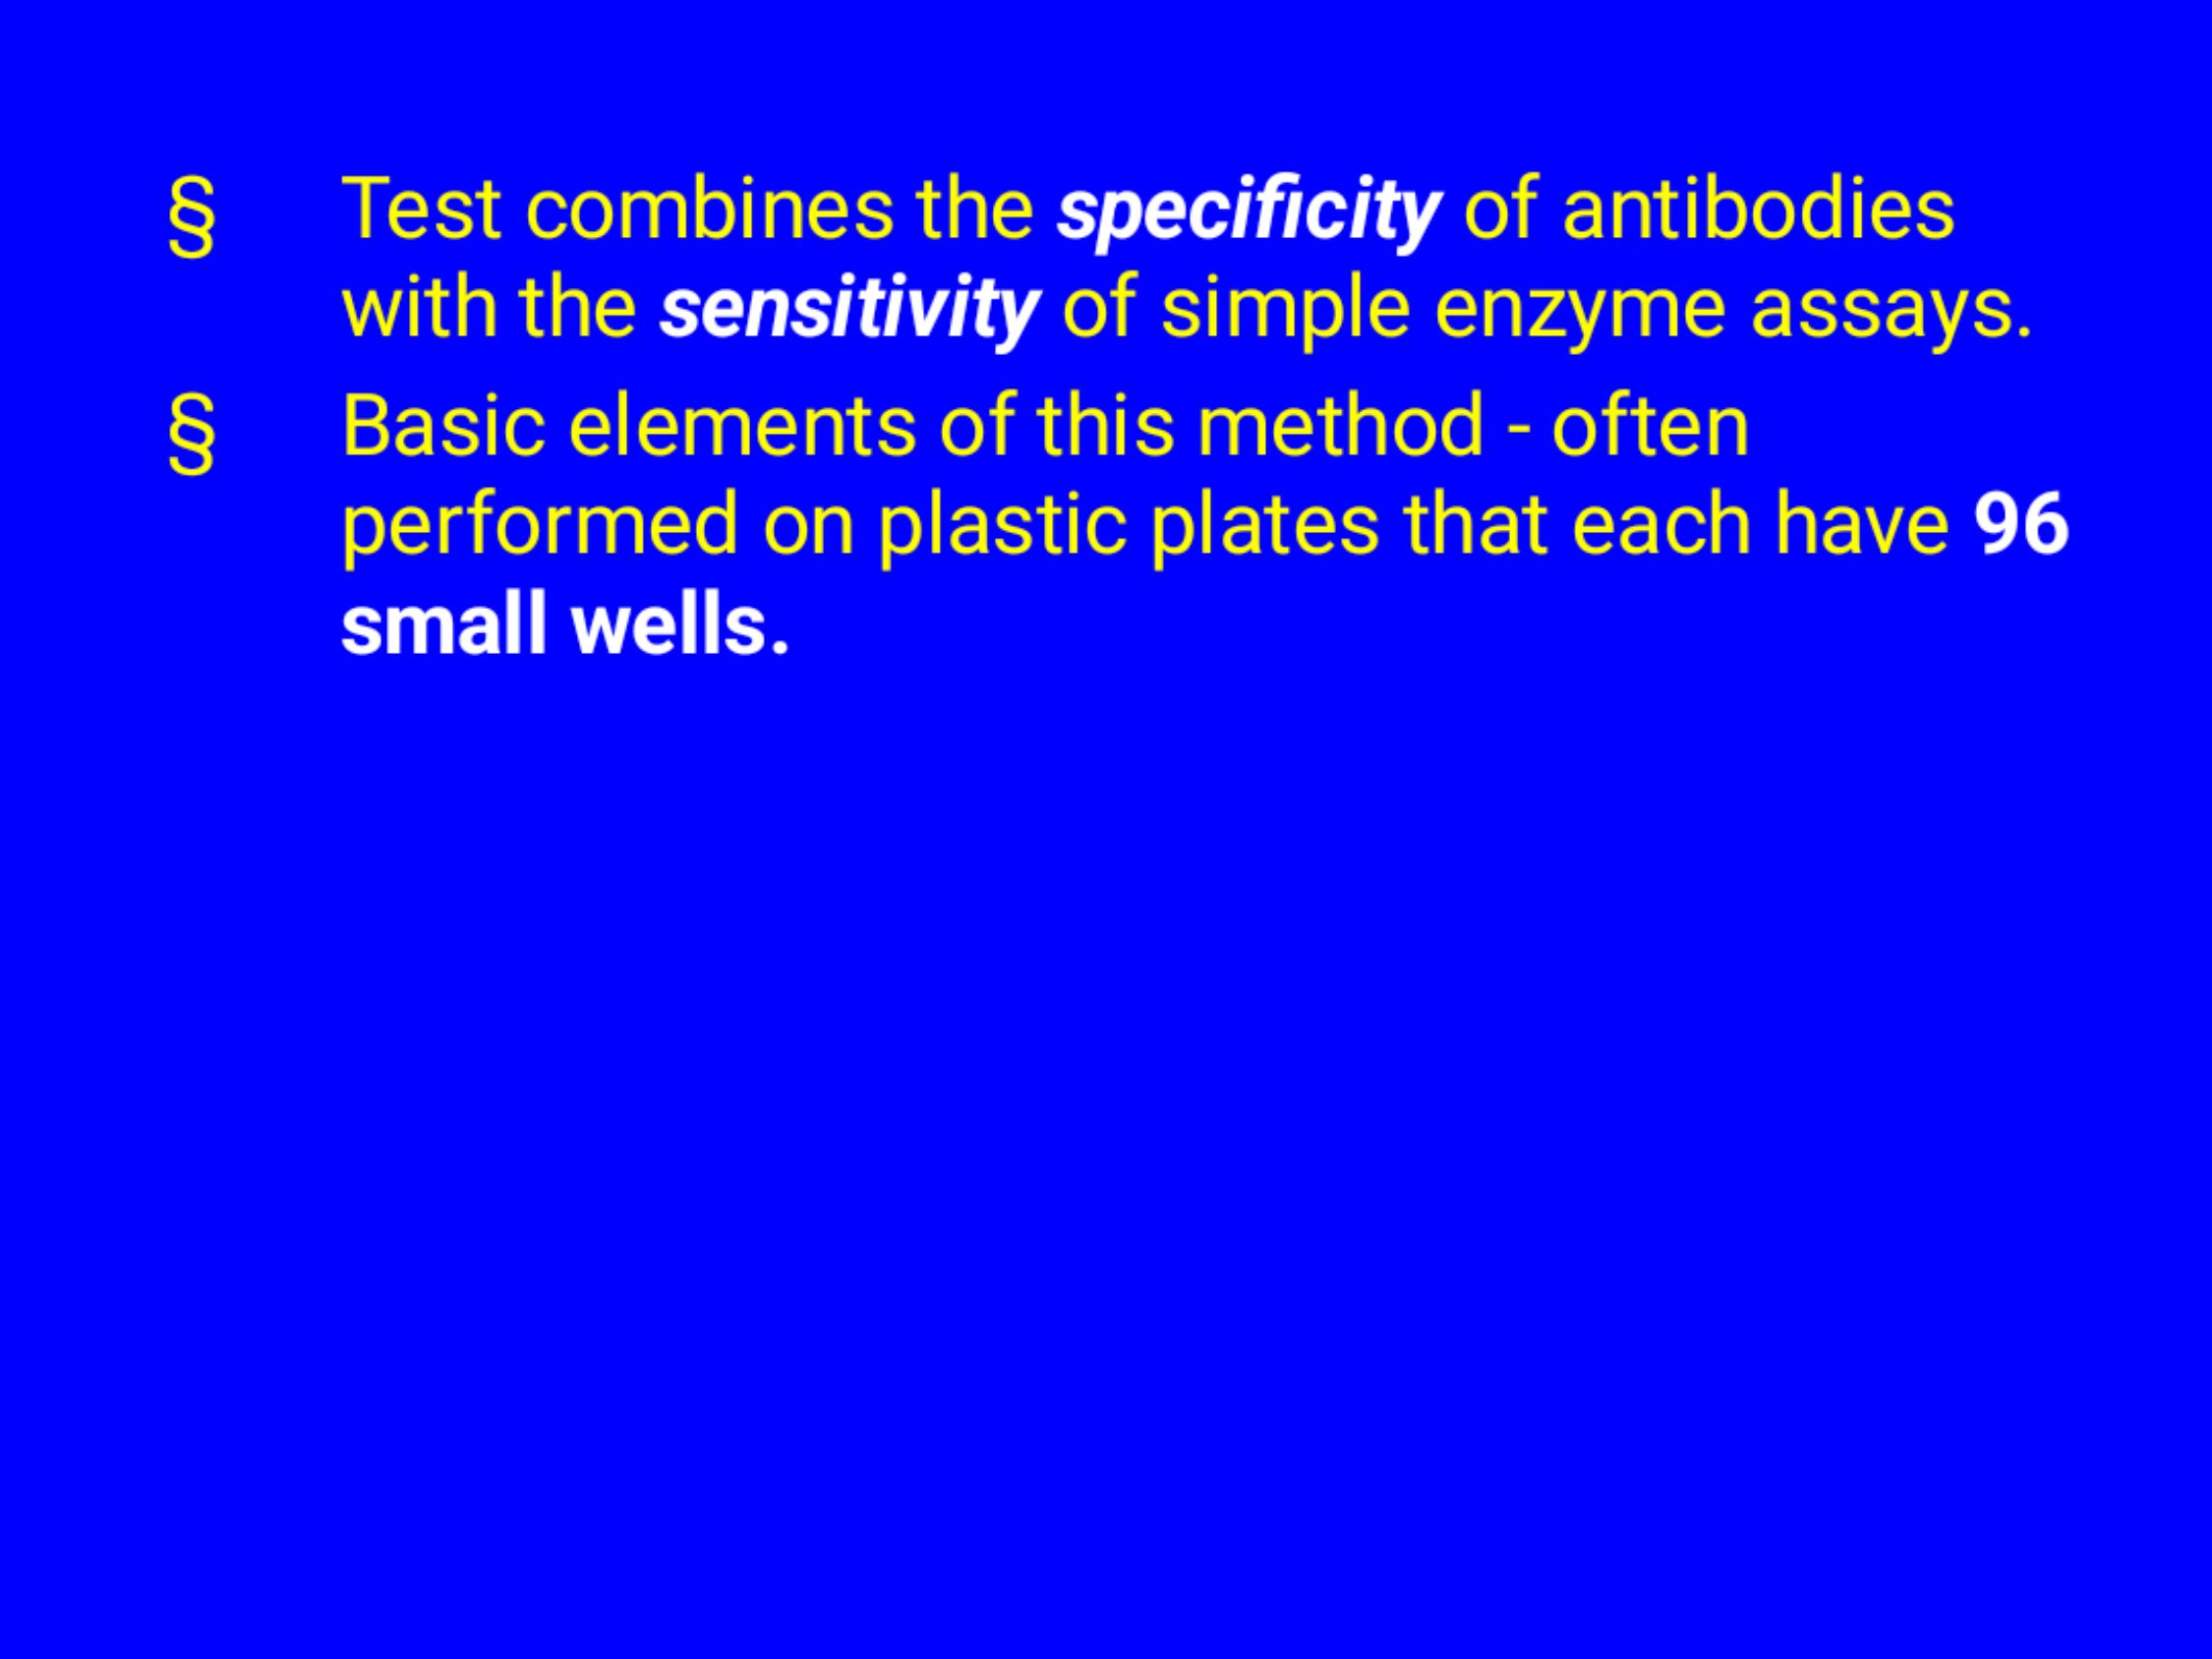 § Test combines the specificity of antibodies
with the sensitivity of simple enzyme assays.
§ Basic elements of this method - often
performed on plastic plates that each have 96
small wells.